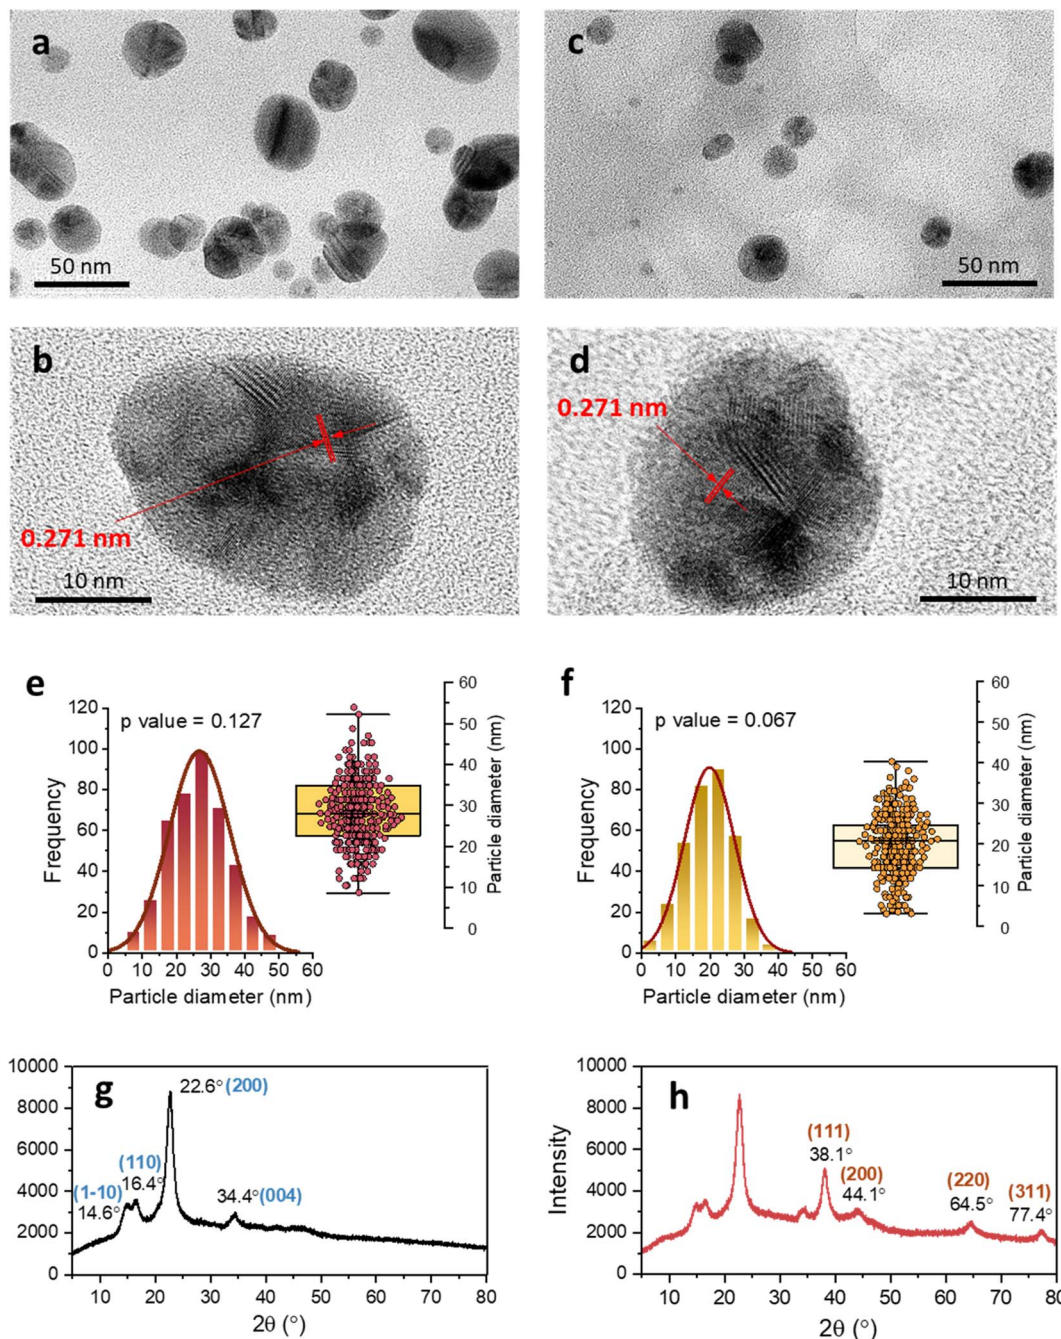 a
50 nm
c
50 nm
b
0.271 nm
10 nm
d
0.271 nm
10 nm
e
p value = 0.127
120
100
80
60
40
20
0
Frequency
0 10 20 30 40 50 60
Particle diameter (nm)
60
50
40
30
20
10
0
Particle diameter (nm)
f
p value = 0.067
120
100
80
60
40
20
0
Frequency
0 10 20 30 40 50 60
Particle diameter (nm)
60
50
40
30
20
10
0
Particle diameter (nm)
g
10000
8000
6000
4000
2000
0
22.6° (200)
(110)
16.4°
(1-10)
14.6°
34.4° (004)
10 20 30 40 50 60 70 80
2θ (°)
h
Intensity
10000
8000
6000
4000
2000
0
(111)
38.1°
(200)
44.1°
(220)
64.5°
(311)
77.4°
10 20 30 40 50 60 70 80
2θ (°)